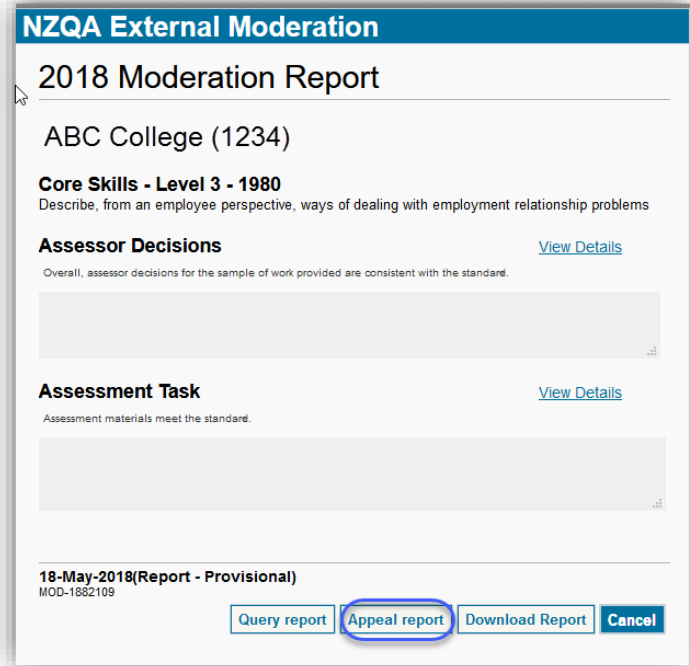 NZQA External Moderation
2018 Moderation Report
ABC College (1234)
Core Skills - Level 3 - 1980
Describe, from an employee perspective, ways of dealing with employment relationship problems
Assessor Decisions View Details
Overall, assessor decisions for the sample of work provided are consistent with the standard.
Assessment Task View Details
Assessment materials meet the standard.
18-May-2018(Report - Provisional)
MOD-1882109
Query report Appeal report Download Report Cancel